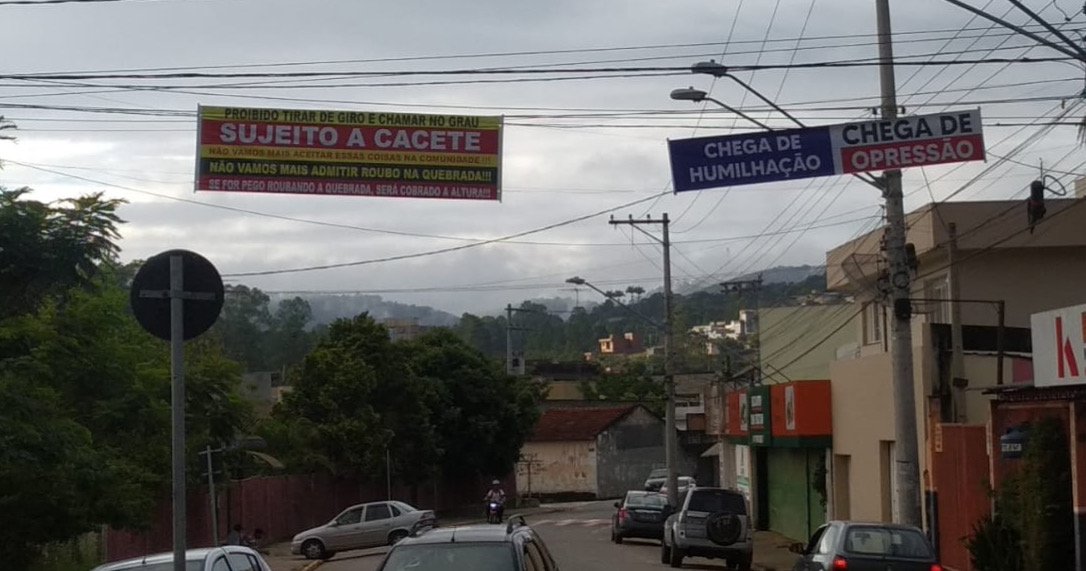 PROIBIDO TIRAR DE GIRO E CHAMAR NO GRAU
SUJEITO A CACETE
NÃO VAMOS MAIS ACEITAR ESSAS COISAS NA COMUNIDADE!!!
NÃO VAMOS MAIS ADMITIR ROUBO NA QUEBRADA!!!
SE FOR PEGO ROUBANDO A QUEBRADA, SERÁ COBRADO A ALTURA!!!
CHEGA DE
HUMILHAÇÃO
CHEGA DE
OPRESSÃO
K